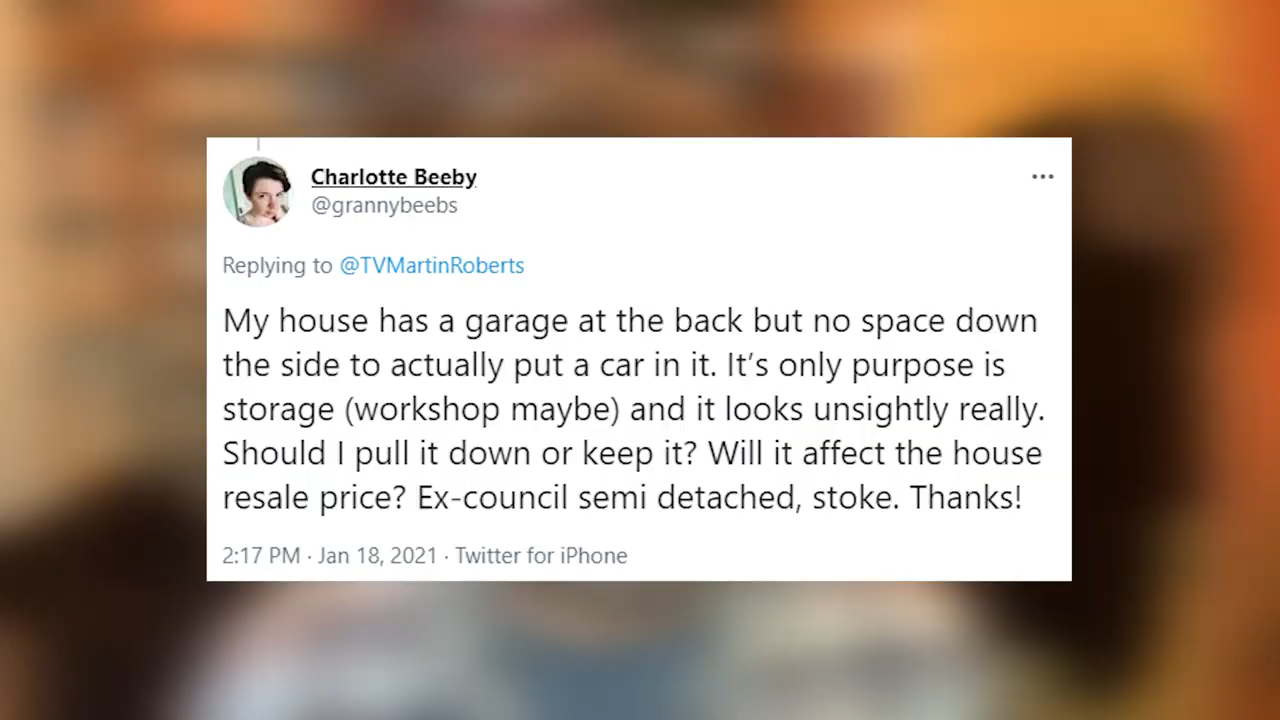 Charlotte Beeby
@grannybeebs
Replying to @TVMartinRoberts
My house has a garage at the back but no space down
the side to actually put a car in it. It’s only purpose is
storage (workshop maybe) and it looks unsightly really.
Should I pull it down or keep it? Will it affect the house
resale price? Ex-council semi detached, stoke. Thanks!
2:17 PM · Jan 18, 2021 · Twitter for iPhone